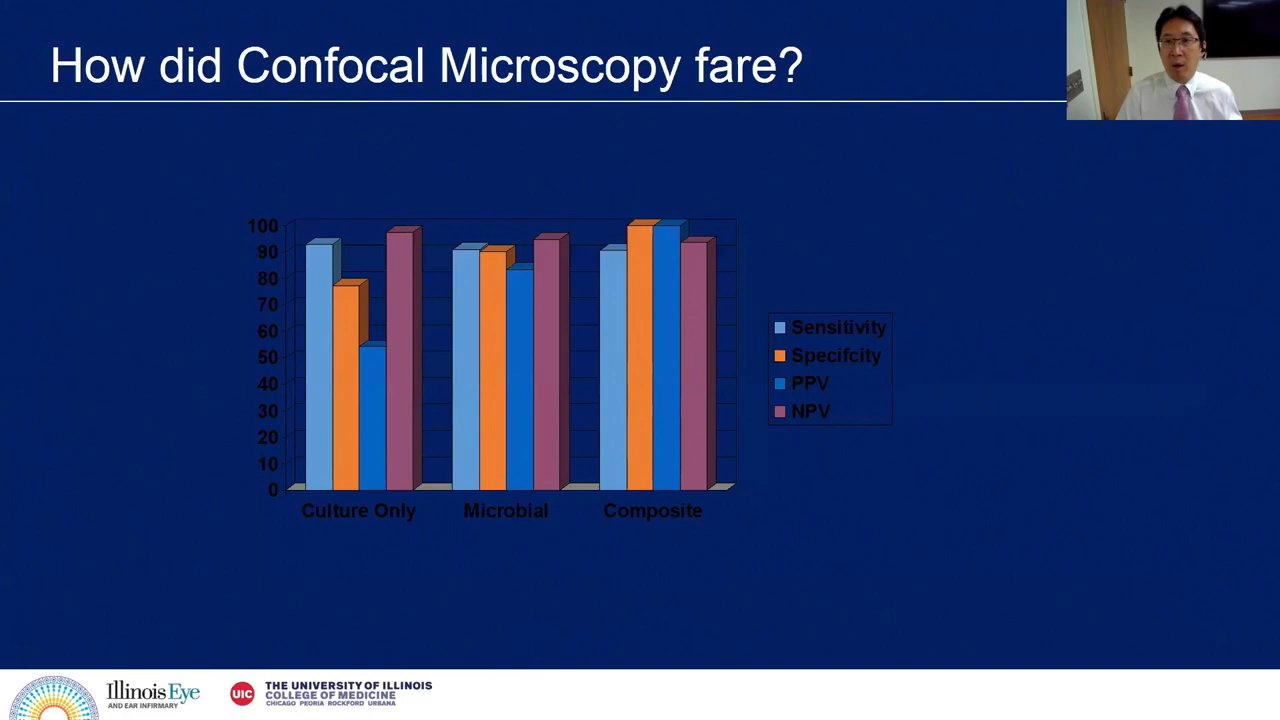 How did Confocal Microscopy fare?
100
90
80
70
60
50
40
30
20
10
0
Culture Only
Microbial
Composite
Sensitivity
Specifcity
PPV
NPV
Illinois Eye
AND EAR INFIRMARY
UIC
THE UNIVERSITY OF ILLINOIS
COLLEGE OF MEDICINE
CHICAGO PEORIA ROCKFORD URBANA